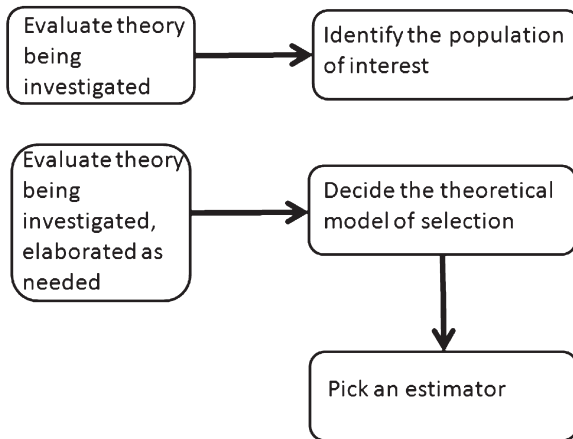 Evaluate theory
being
investigated
Identify the population
of interest
Evaluate theory
being
investigated,
elaborated as
needed
Decide the theoretical
model of selection
Pick an estimator